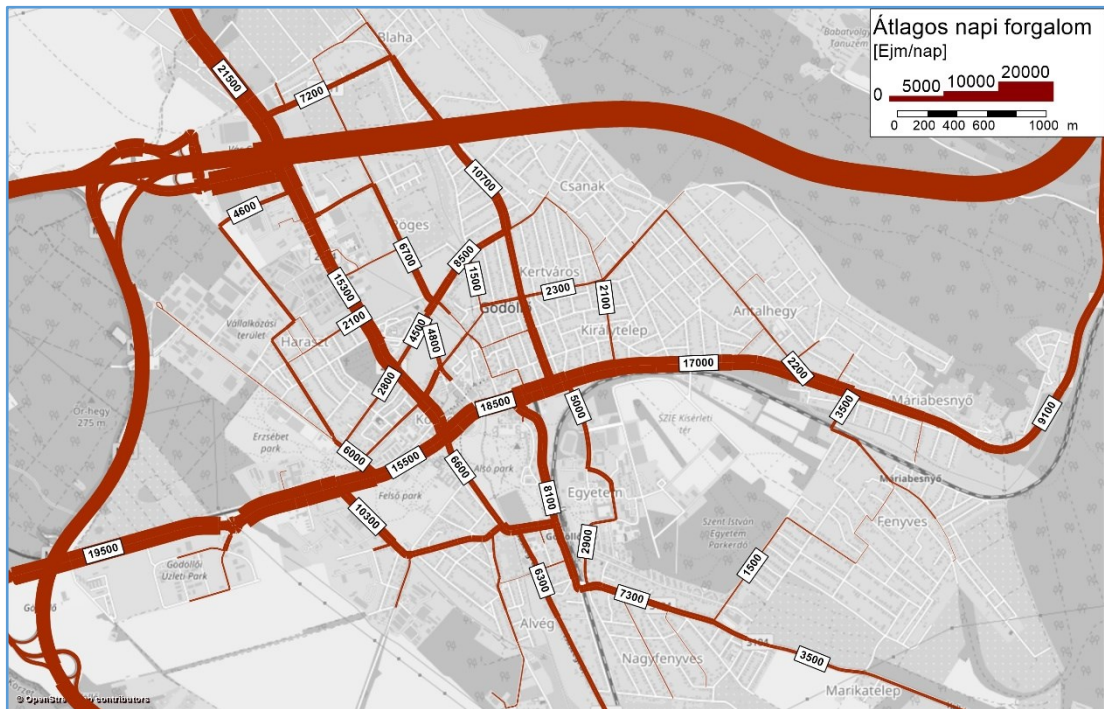 Átlagos napi forgalom
[Ejm/nap]
0 5000 10000 20000
0 200 400 600 1000 m
Blaha
21500
7200
10700
Csanak
4600
Röges
6700
8500
15300
1500
Kertváros
2300
2100
Gödöllő
2100
Királytelep
Antalhegy
Vállalkozási
terület
Haraszt
4500
4800
2800
18500
17000
2200
3500
Máriabesnyő
9100
Őr-hegy
275 m
Erzsébet
park
6000
15500
5000
SZIE Kisérleti
tér
6600
Alsó park
Felső park
10300
8100
Egyetem
Máriabesnyő
Szent István
Egyetem
Parkerdő
Fenyves
19500
Gödöllői
Üzleti Park
2900
1500
6300
7300
Alvég
Nagyfenyves
3500
Marikatelep
© OpenStreetMap contributors